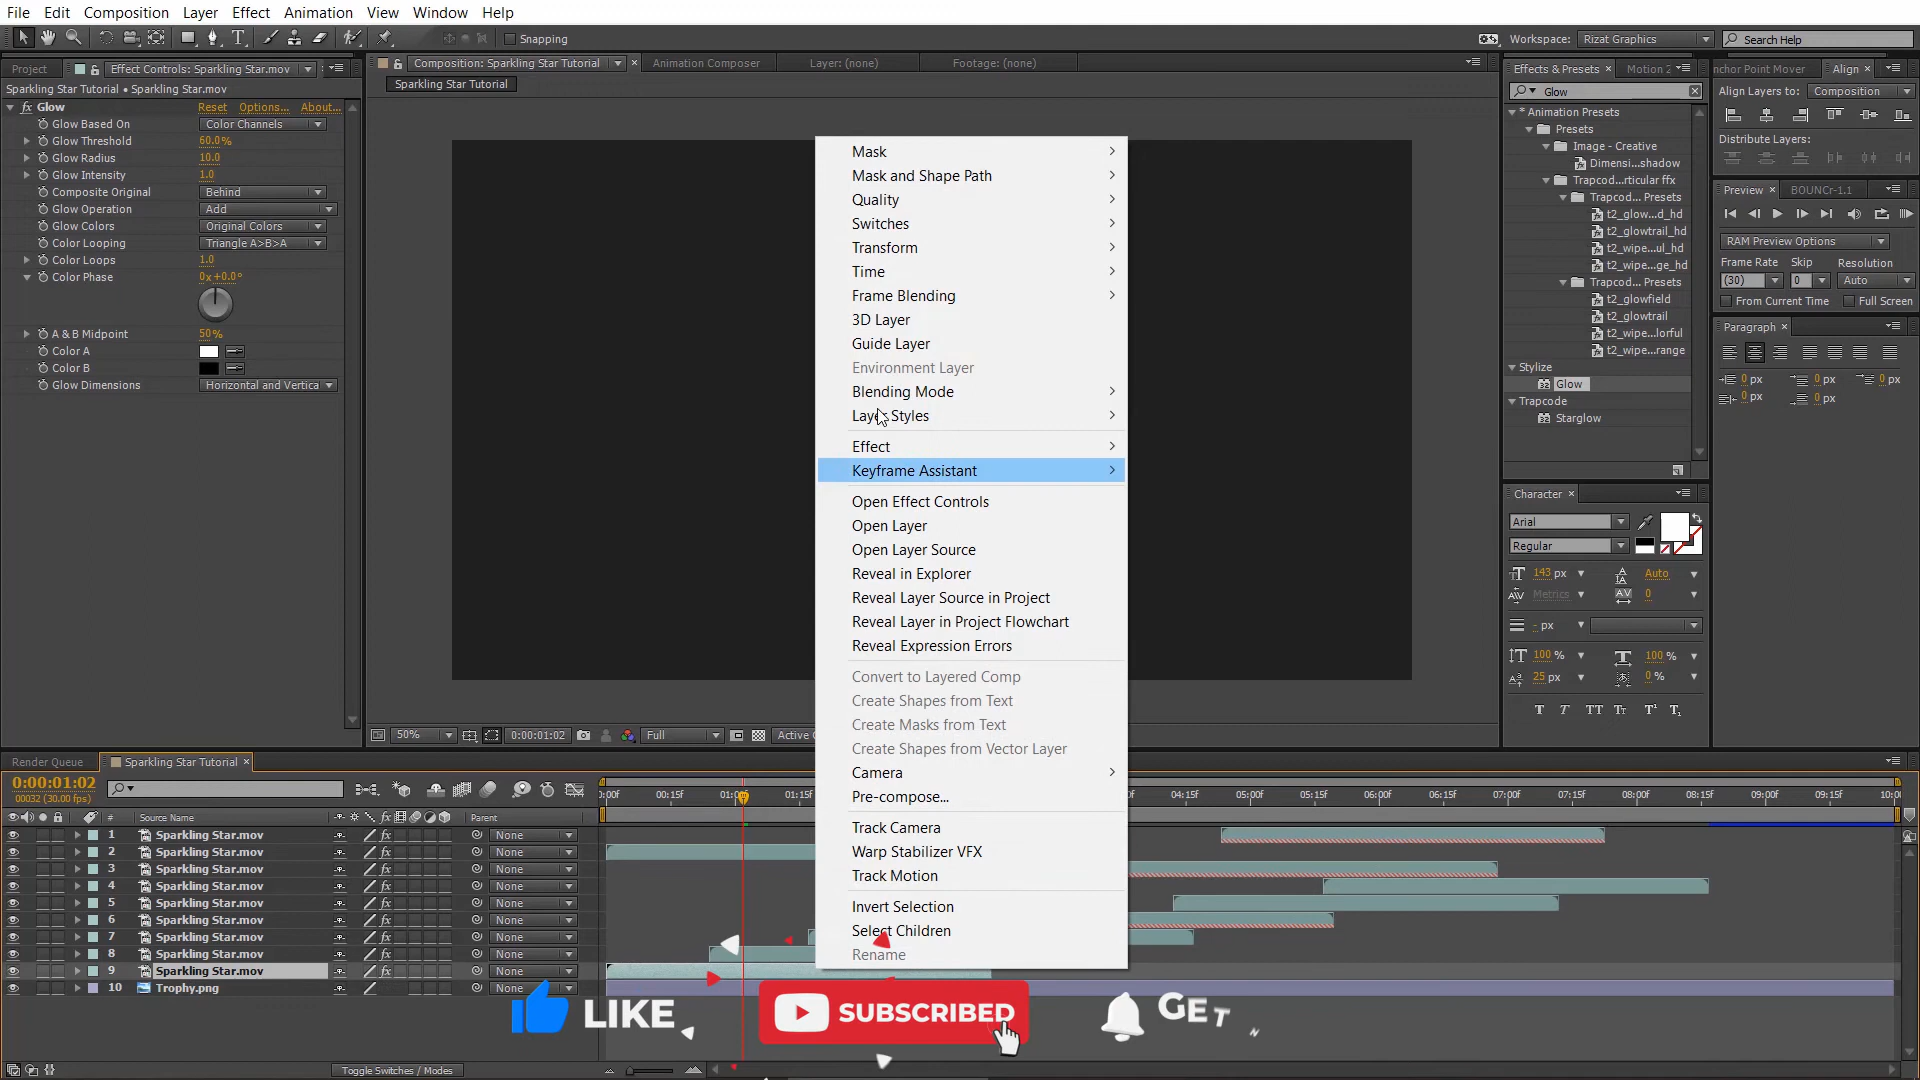 File Edit Composition Layer Effect Animation View Window Help
Snapping
Workspace: Rizat Graphics
Search Help
Project
Effect Controls: Sparkling Star.mov
Sparkling Star Tutorial • Sparkling Star.mov
fx Glow Reset Options... About...
Glow Based On Color Channels
Glow Threshold 60.0%
Glow Radius 10.0
Glow Intensity 1.0
Composite Original Behind
Glow Operation Add
Glow Colors Original Colors
Color Looping Triangle A>B>A
Color Loops 1.0
Color Phase 0x+0.0°
A & B Midpoint 50%
Color A
Color B
Glow Dimensions Horizontal and Vertica
Composition: Sparkling Star Tutorial
Animation Composer
Layer: (none)
Footage: (none)
Sparkling Star Tutorial
Mask
Mask and Shape Path
Quality
Switches
Transform
Time
Frame Blending
3D Layer
Guide Layer
Environment Layer
Blending Mode
Layer Styles
Effect
Keyframe Assistant
Open Effect Controls
Open Layer
Open Layer Source
Reveal in Explorer
Reveal Layer Source in Project
Reveal Layer in Project Flowchart
Reveal Expression Errors
Convert to Layered Comp
Create Shapes from Text
Create Masks from Text
Create Shapes from Vector Layer
Camera
Pre-compose...
Track Camera
Warp Stabilizer VFX
Track Motion
Invert Selection
Select Children
Rename
50% 0:00:01:02 Full Active C
Effects & Presets Motion 2
Glow
* Animation Presets
Presets
Image - Creative
Dimensi...shadow
Trapcod...rticular ffx
Trapcod... Presets
t2_glow...d_hd
t2_glowtrail_hd
t2_wipe...ul_hd
t2_wipe...ge_hd
Trapcod... Presets
t2_glowfield
t2_glowtrail
t2_wipe...lorful
t2_wipe...range
Stylize
Glow
Trapcode
Starglow
Character
Arial
Regular
143 px Auto
Metrics 0
- px
100 % 100 %
25 px 0 %
T T TT Tt T¹ T₁
nchor Point Mover Align
Align Layers to: Composition
Distribute Layers:
Preview BOUNCr-1.1
RAM Preview Options
Frame Rate Skip Resolution
(30) 0 Auto
From Current Time Full Screen
Paragraph
0 px 0 px 0 px
0 px 0 px
Render Queue Sparkling Star Tutorial
0:00:01:02
00032 (30.00 fps)
:00f 00:15f 01:00f 01:15f 04:15f 05:00f 05:15f 06:00f 06:15f 07:00f 07:15f 08:00f 08:15f 09:00f 09:15f 10:0
# Source Name fx Parent
1 Sparkling Star.mov fx None
2 Sparkling Star.mov fx None
3 Sparkling Star.mov fx None
4 Sparkling Star.mov fx None
5 Sparkling Star.mov fx None
6 Sparkling Star.mov fx None
7 Sparkling Star.mov fx None
8 Sparkling Star.mov fx None
9 Sparkling Star.mov fx None
10 Trophy.png None
LIKE
SUBSCRIBED
GET
Toggle Switches / Modes